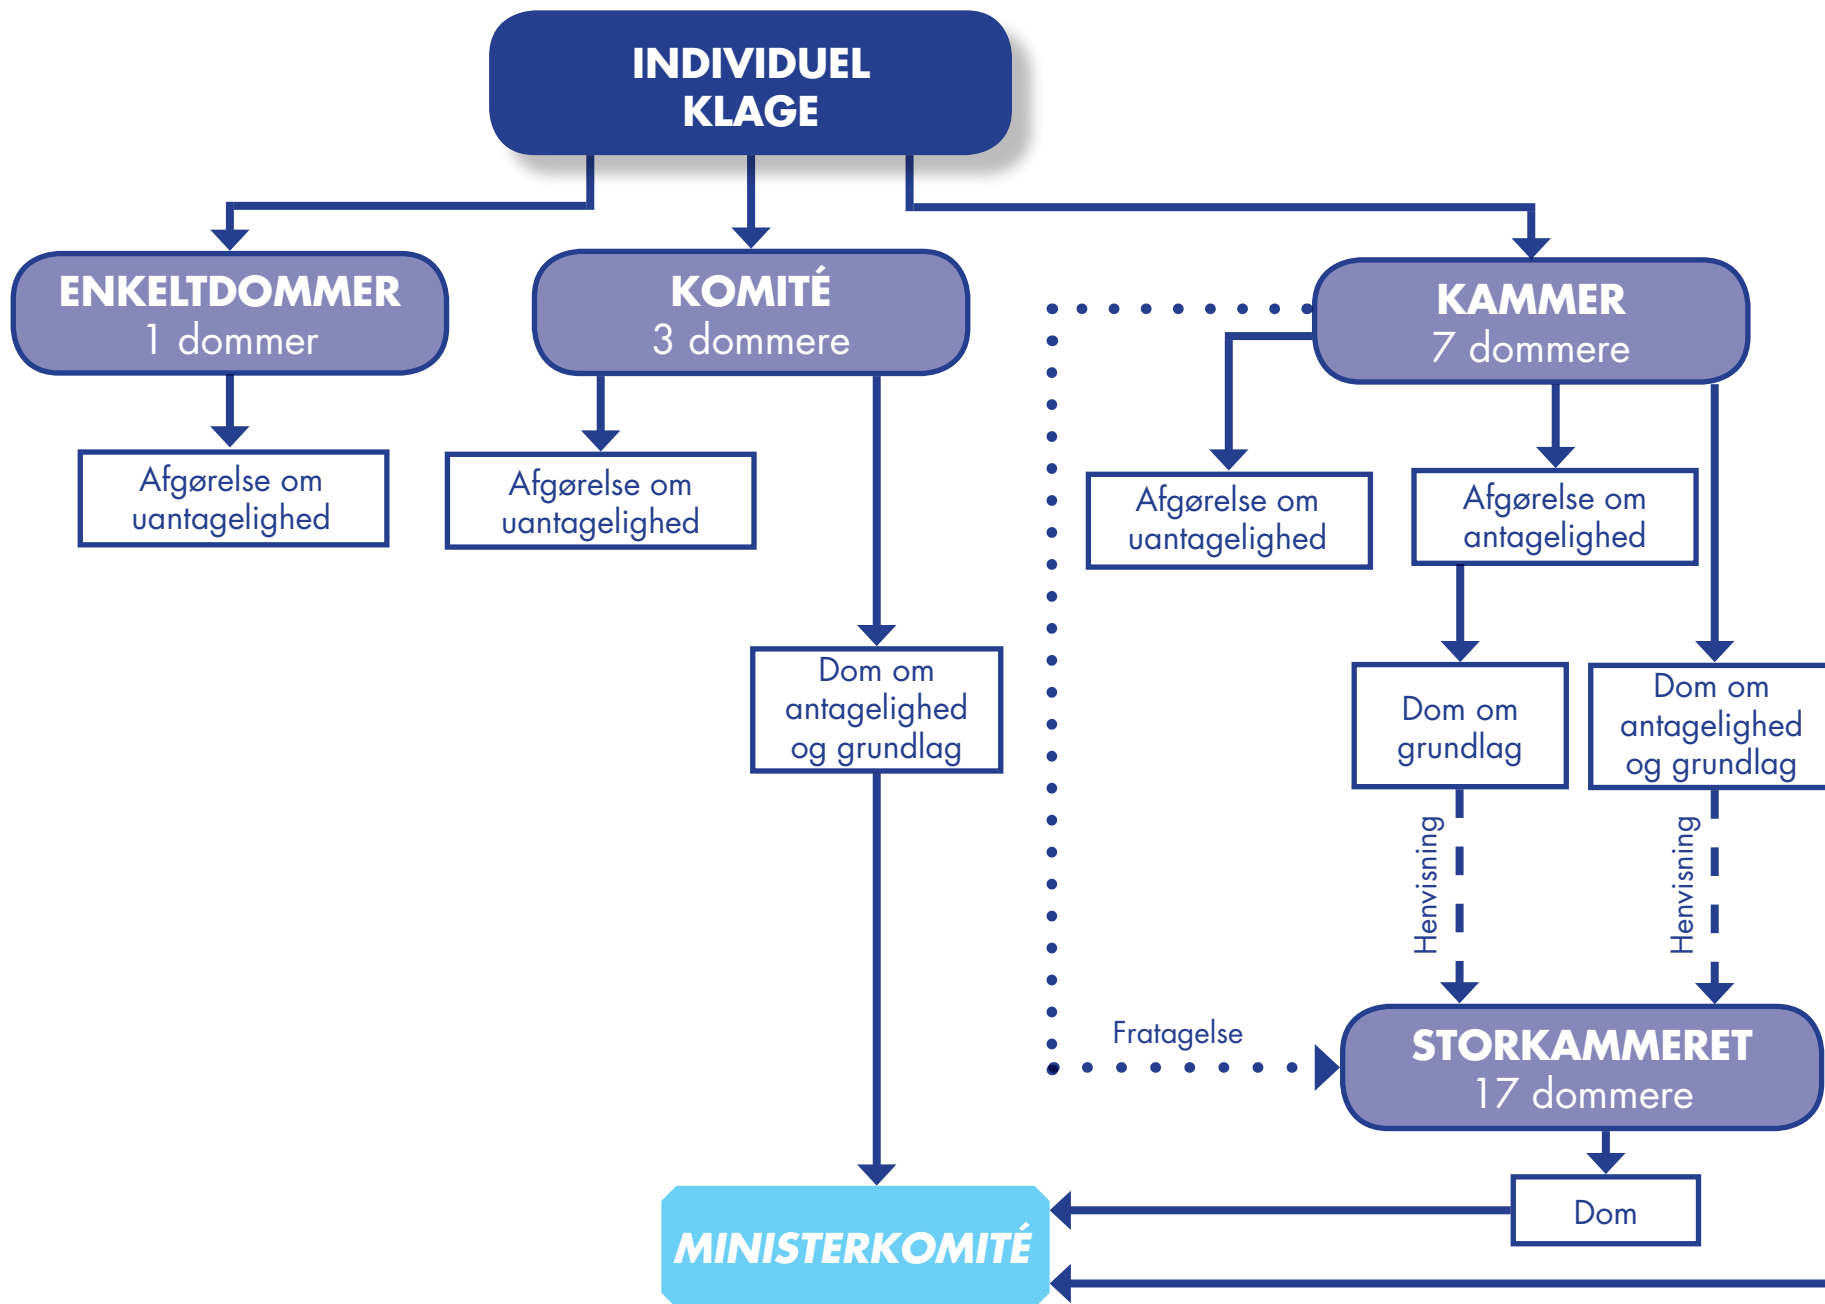 INDIVIDUEL
KLAGE
ENKELTDOMMER
1 dommer
KOMITÉ
3 dommere
KAMMER
7 dommere
Afgørelse om
uantagelighed
Afgørelse om
uantagelighed
Afgørelse om
uantagelighed
Afgørelse om
antagelighed
Dom om
antagelighed
og grundlag
Dom om
grundlag
Dom om
antagelighed
og grundlag
Henvisning
Henvisning
Fratagelse
STORKAMMERET
17 dommere
Dom
MINISTERKOMITÉ